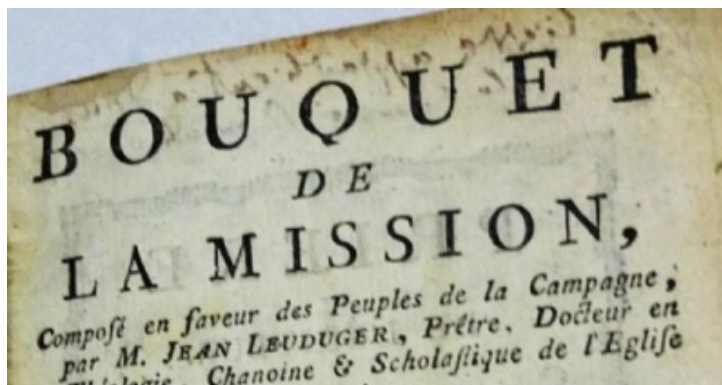 BOUQUET
DE
LA MISSION,
Composé en faveur des Peuples de la Campagne,
par M. JEAN LEUDUGER, Prêtre, Docteur en
Théologie, Chanoine & Scholaſtique de l'Egliſe